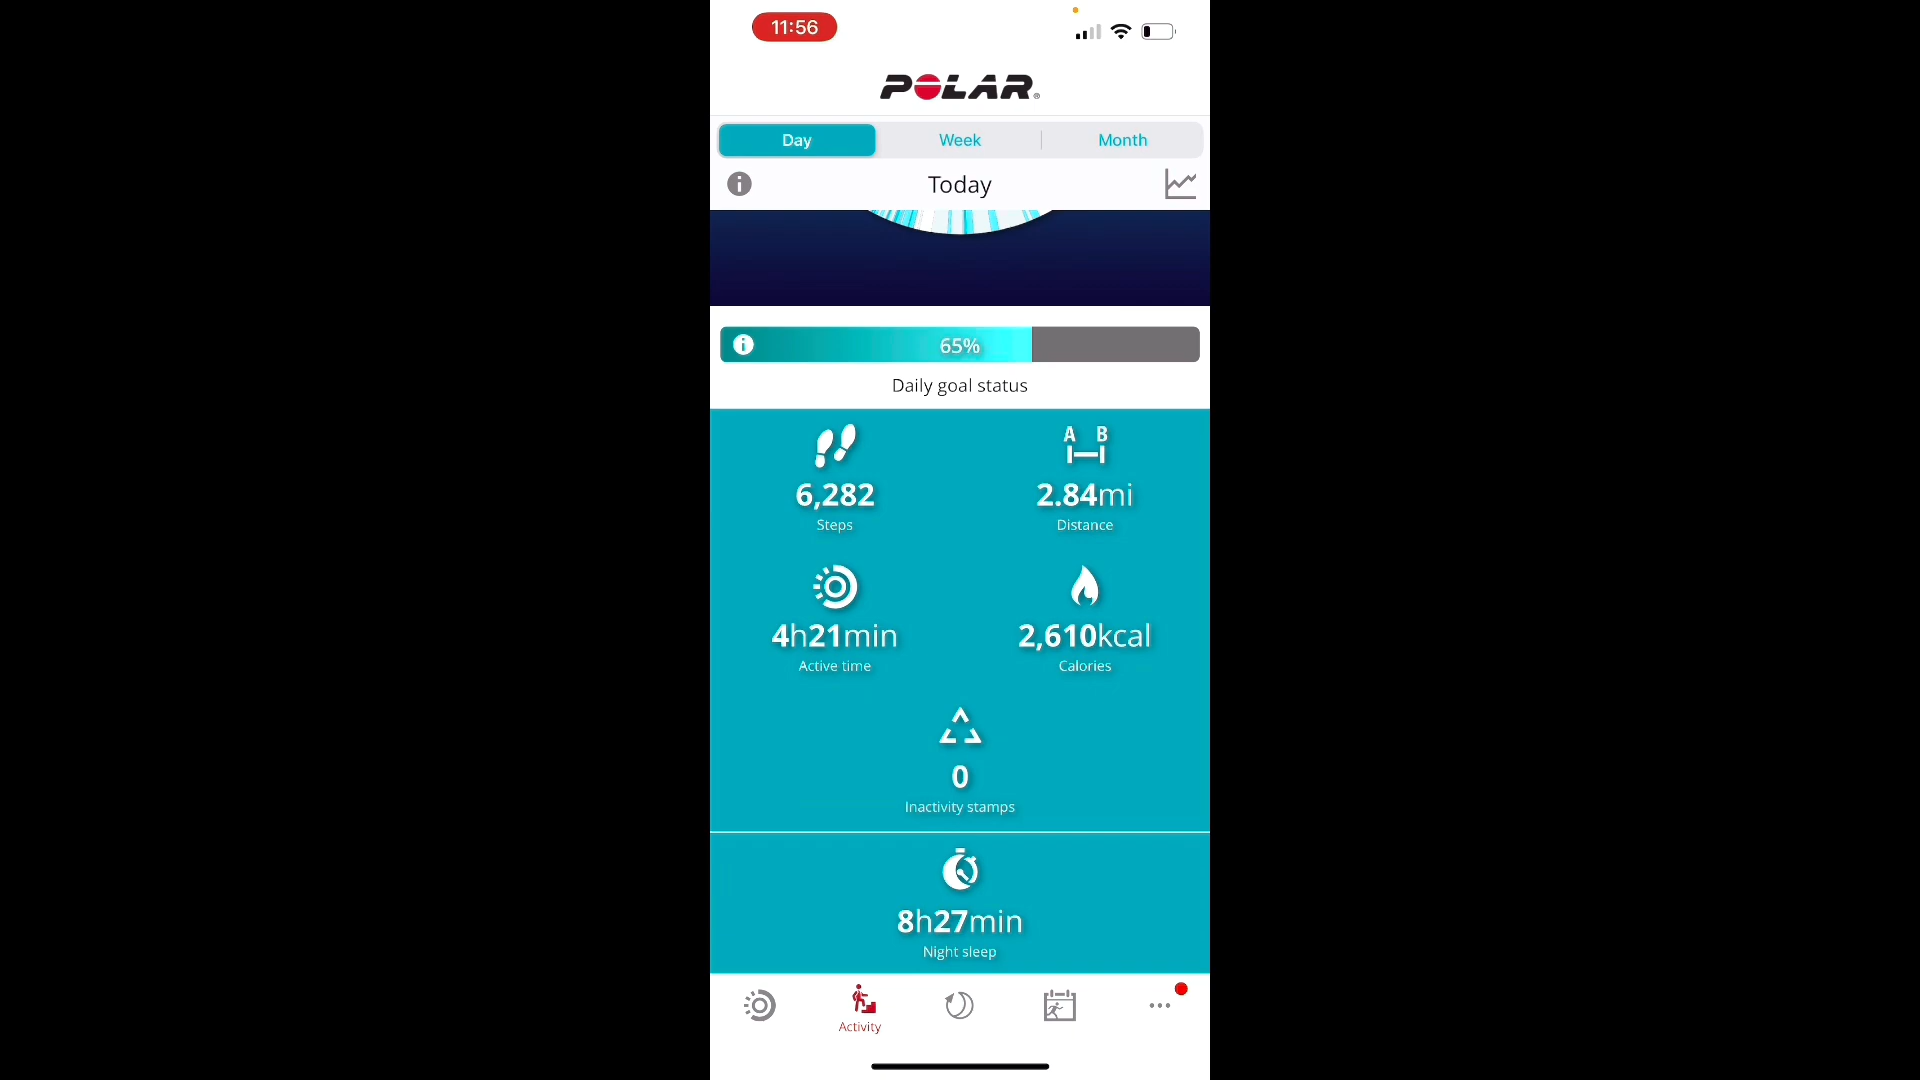 11:56
POLAR®
Day Week Month
Today
65%
Daily goal status
A B
6,282 2.84mi
Steps Distance
4h21min 2,610kcal
Active time Calories
0
Inactivity stamps
8h27min
Night sleep
Activity